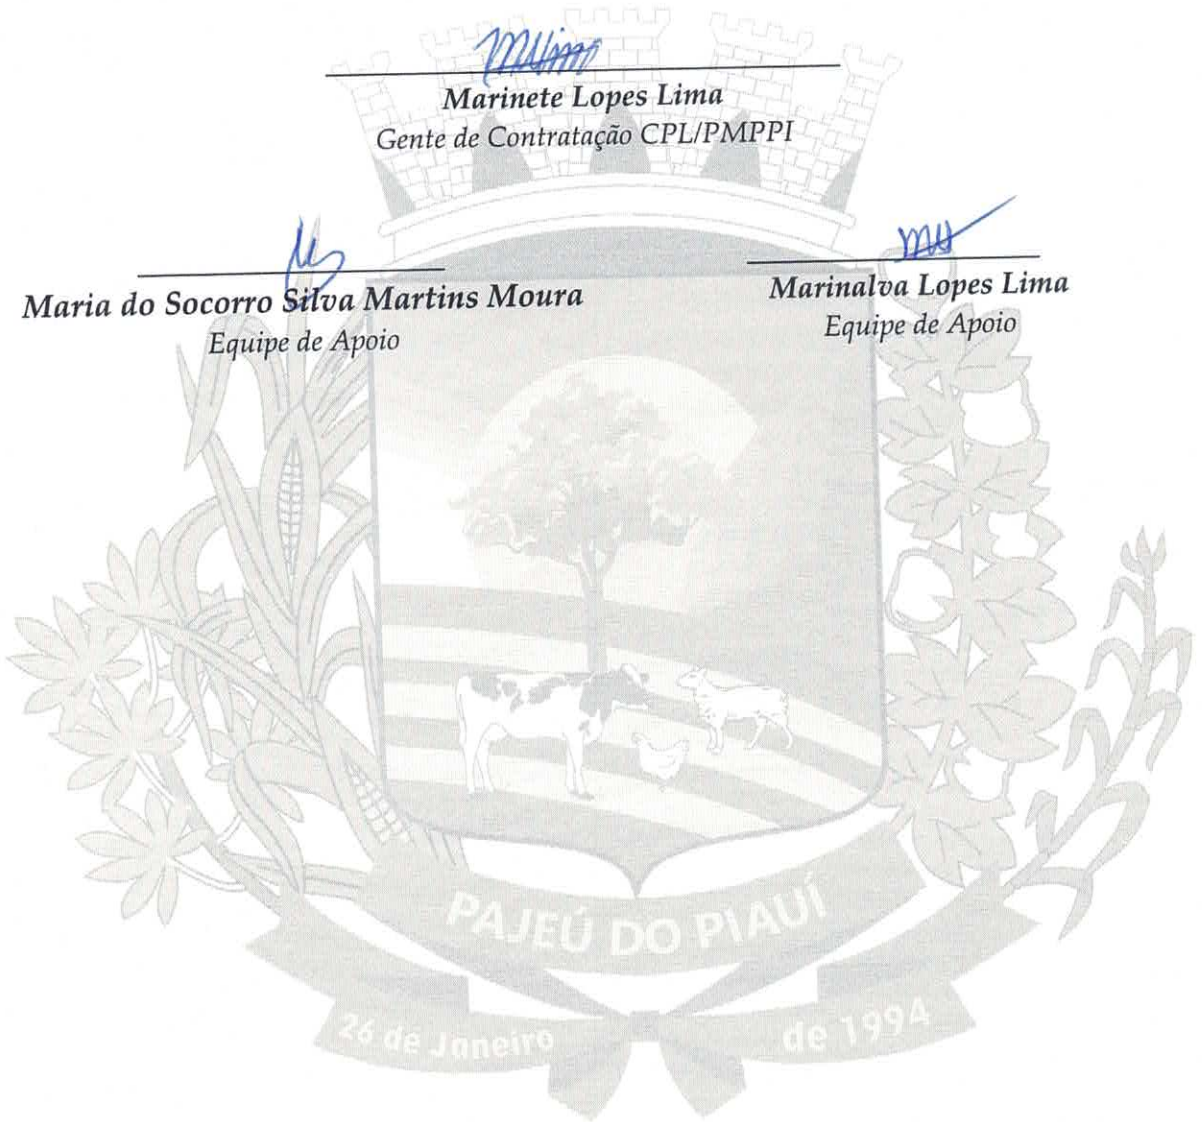 Marinete Lopes Lima
Gente de Contratação CPL/PMPPI
Maria do Socorro Silva Martins Moura
Equipe de Apoio
Marinalva Lopes Lima
Equipe de Apoio
PAJEÚ DO PIAUÍ
26 de Janeiro de 1994